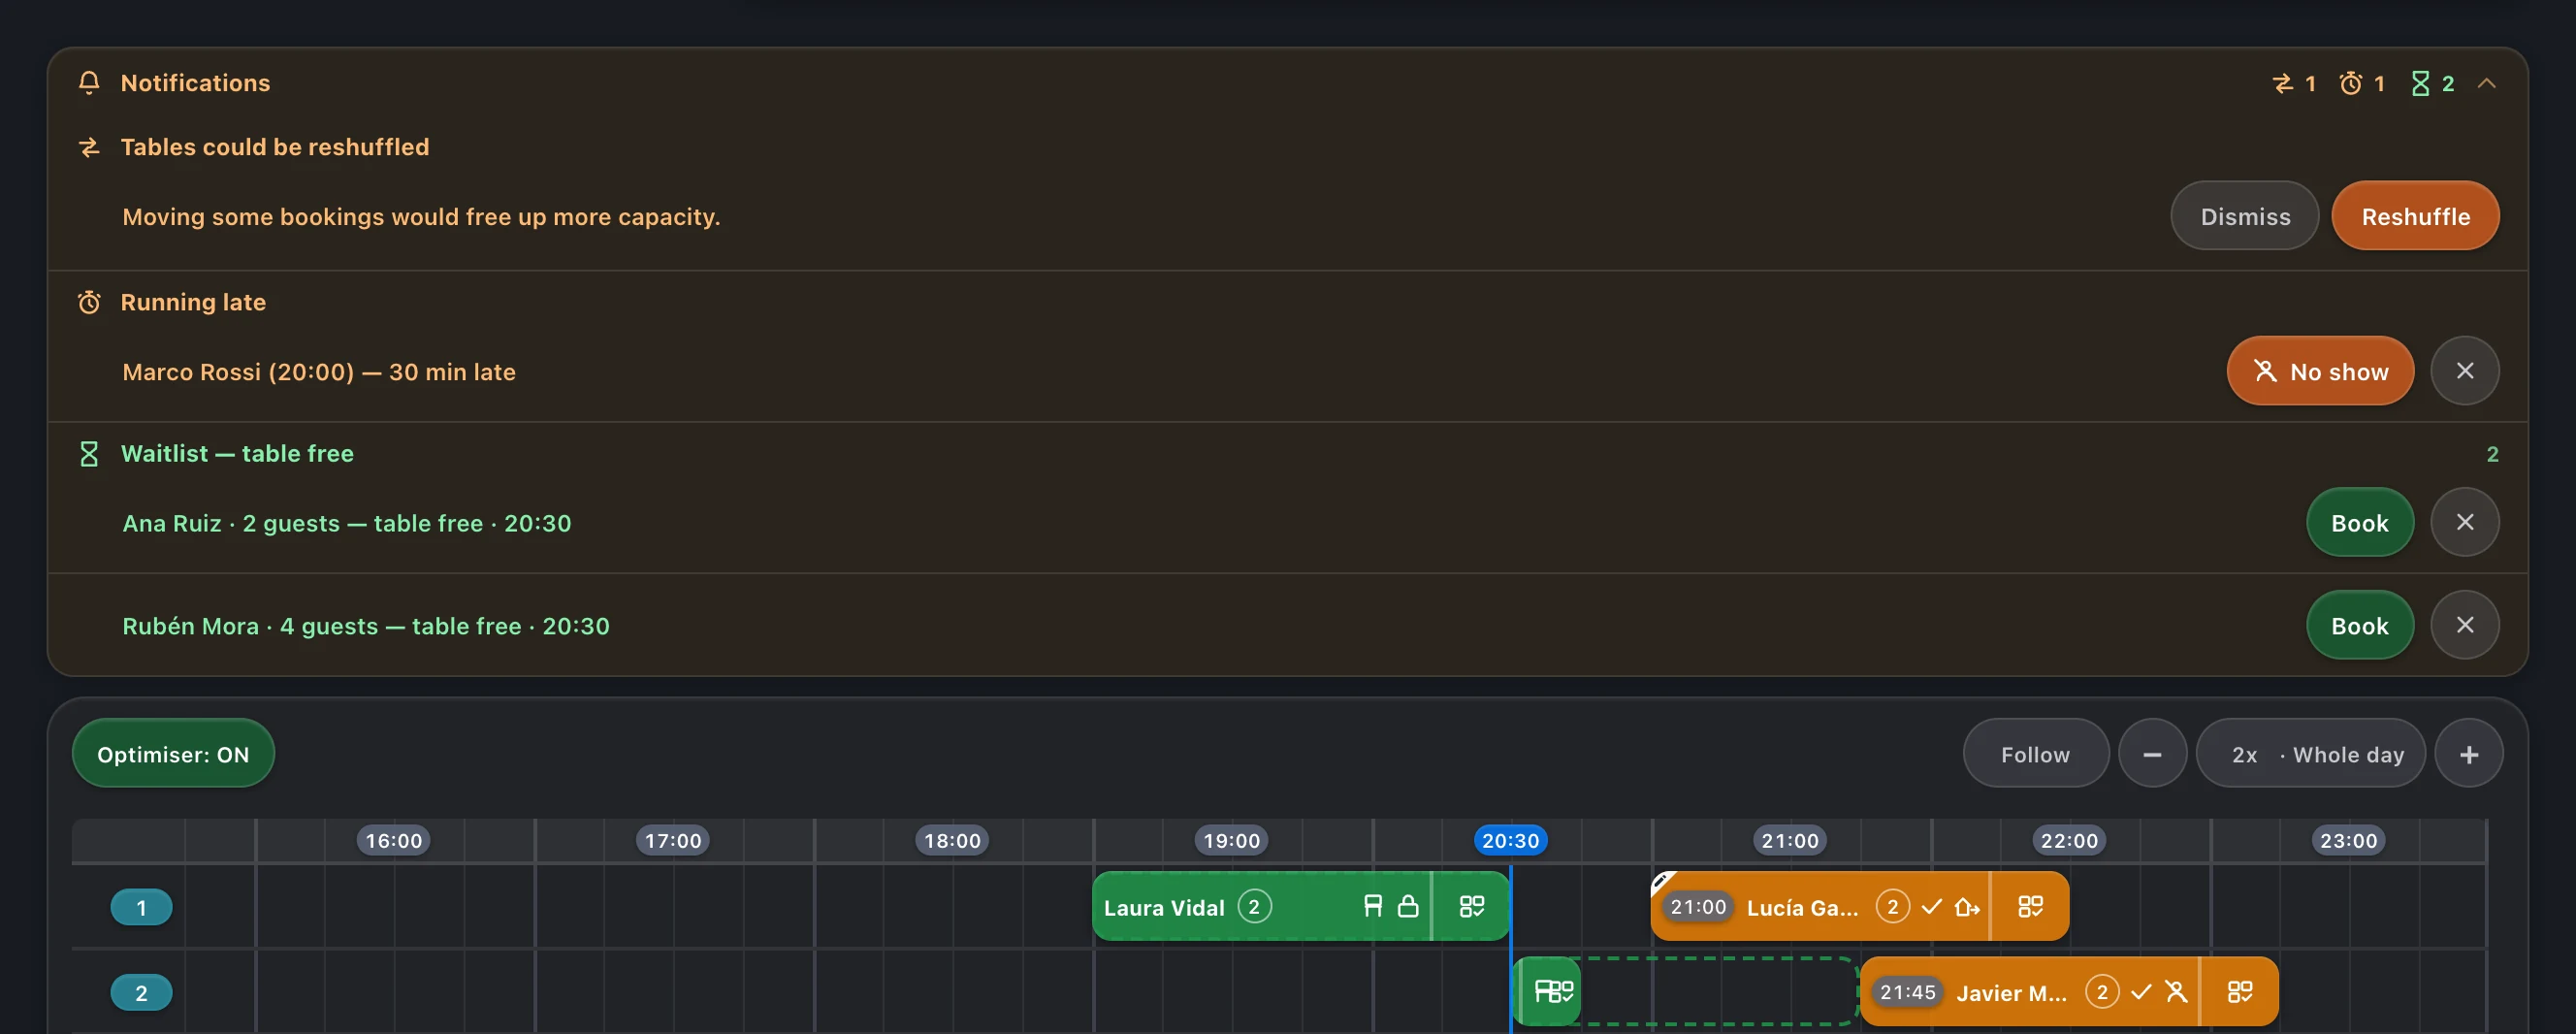 Notifications 1 1 2
Tables could be reshuffled
Moving some bookings would free up more capacity. Dismiss Reshuffle
Running late
Marco Rossi (20:00) — 30 min late No show
Waitlist — table free 2
Ana Ruiz · 2 guests — table free · 20:30 Book
Rubén Mora · 4 guests — table free · 20:30 Book
Optimiser: ON Follow − 2x · Whole day +
16:00 17:00 18:00 19:00 20:30 21:00 22:00 23:00
1 Laura Vidal 2 21:00 Lucía Ga... 2
2 21:45 Javier M... 2